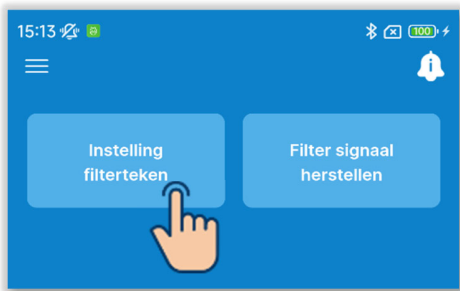 15:13
100
i
Instelling
filterteken
Filter signaal
herstellen